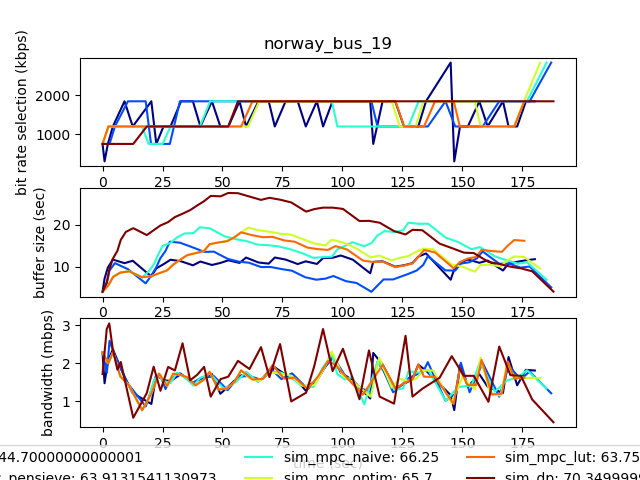 norway_bus_19
bit rate selection (kbps)
2000
1000
0 25 50 75 100 125 150 175
buffer size (sec)
20
10
0 25 50 75 100 125 150 175
bandwidth (mbps)
3
2
1
0 25 50 75 100 125 150 175
time (sec)
44.70000000000001 sim_mpc_naive: 66.25 sim_mpc_lut: 63.75
pensieve: 63.9131541130973 sim_mpc_optim: 65.7 sim_dp: 70.3499999